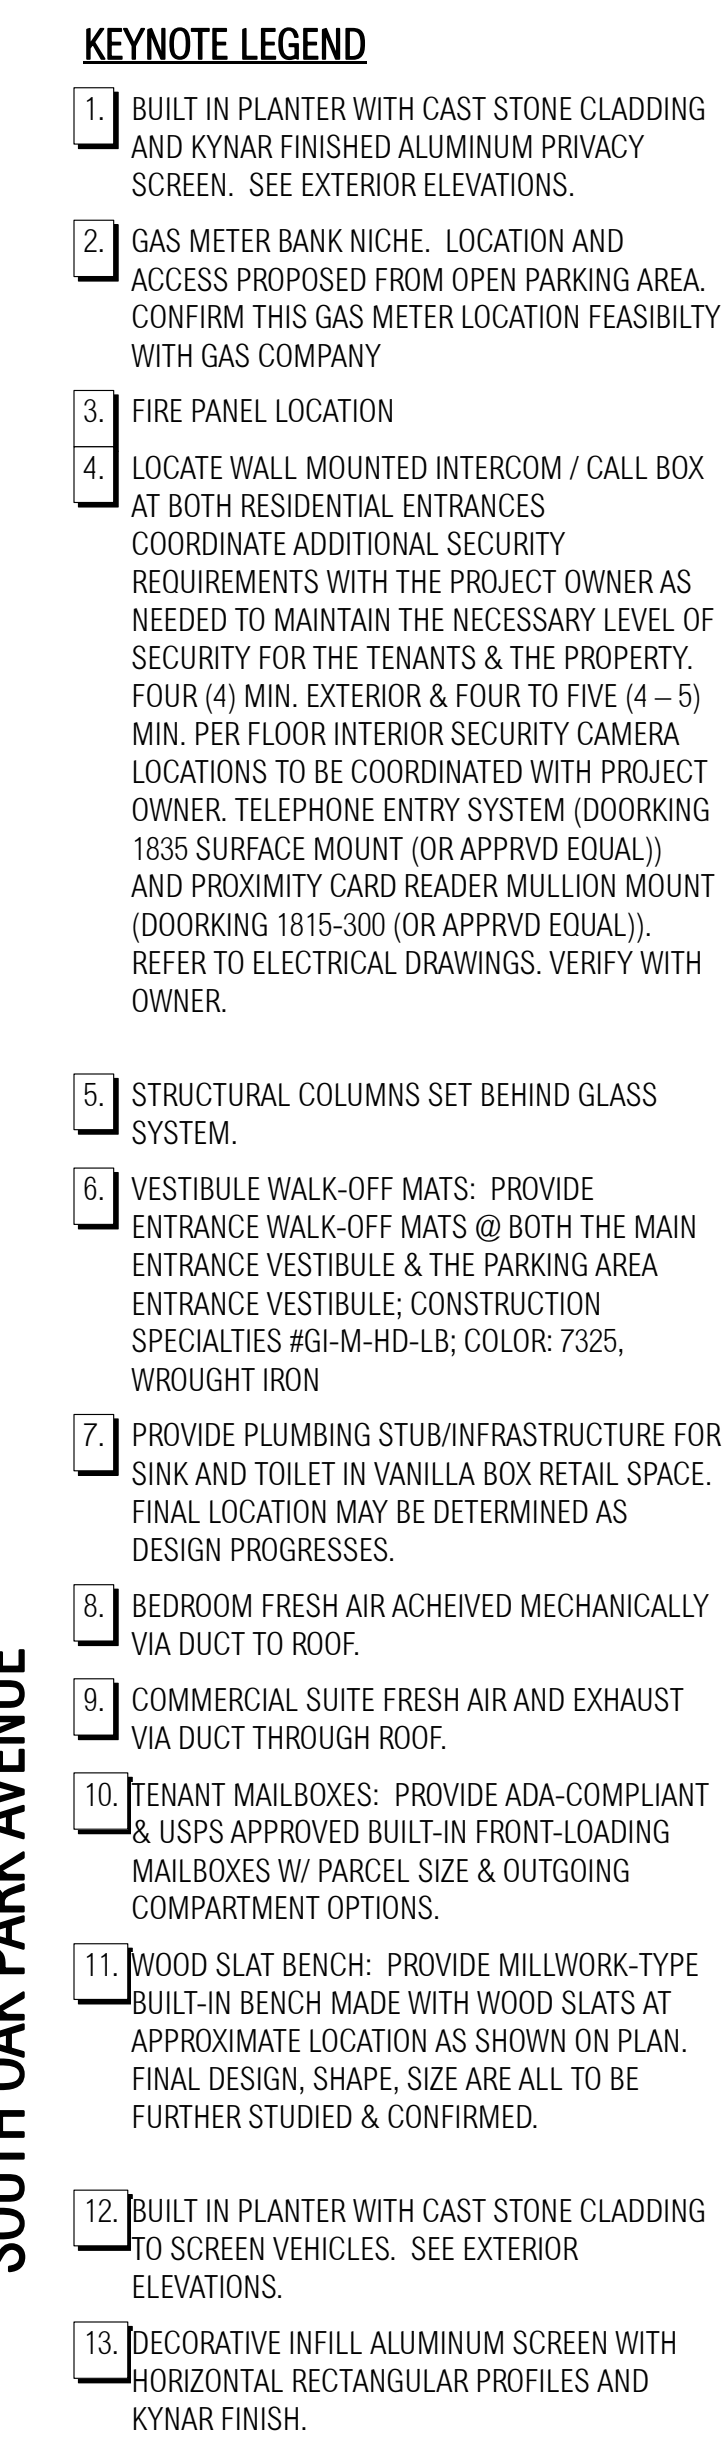 KEYNOTE LEGEND
1. BUILT IN PLANTER WITH CAST STONE CLADDING
AND KYNAR FINISHED ALUMINUM PRIVACY
SCREEN. SEE EXTERIOR ELEVATIONS.
2. GAS METER BANK NICHE. LOCATION AND
ACCESS PROPOSED FROM OPEN PARKING AREA.
CONFIRM THIS GAS METER LOCATION FEASIBILTY
WITH GAS COMPANY
3. FIRE PANEL LOCATION
4. LOCATE WALL MOUNTED INTERCOM / CALL BOX
AT BOTH RESIDENTIAL ENTRANCES
COORDINATE ADDITIONAL SECURITY
REQUIREMENTS WITH THE PROJECT OWNER AS
NEEDED TO MAINTAIN THE NECESSARY LEVEL OF
SECURITY FOR THE TENANTS & THE PROPERTY.
FOUR (4) MIN. EXTERIOR & FOUR TO FIVE (4 – 5)
MIN. PER FLOOR INTERIOR SECURITY CAMERA
LOCATIONS TO BE COORDINATED WITH PROJECT
OWNER. TELEPHONE ENTRY SYSTEM (DOORKING
1835 SURFACE MOUNT (OR APPRVD EQUAL))
AND PROXIMITY CARD READER MULLION MOUNT
(DOORKING 1815-300 (OR APPRVD EQUAL)).
REFER TO ELECTRICAL DRAWINGS. VERIFY WITH
OWNER.
5. STRUCTURAL COLUMNS SET BEHIND GLASS
SYSTEM.
6. VESTIBULE WALK-OFF MATS: PROVIDE
ENTRANCE WALK-OFF MATS @ BOTH THE MAIN
ENTRANCE VESTIBULE & THE PARKING AREA
ENTRANCE VESTIBULE; CONSTRUCTION
SPECIALTIES #GI-M-HD-LB; COLOR: 7325,
WROUGHT IRON
7. PROVIDE PLUMBING STUB/INFRASTRUCTURE FOR
SINK AND TOILET IN VANILLA BOX RETAIL SPACE.
FINAL LOCATION MAY BE DETERMINED AS
DESIGN PROGRESSES.
8. BEDROOM FRESH AIR ACHEIVED MECHANICALLY
VIA DUCT TO ROOF.
9. COMMERCIAL SUITE FRESH AIR AND EXHAUST
VIA DUCT THROUGH ROOF.
10. TENANT MAILBOXES: PROVIDE ADA-COMPLIANT
& USPS APPROVED BUILT-IN FRONT-LOADING
MAILBOXES W/ PARCEL SIZE & OUTGOING
COMPARTMENT OPTIONS.
11. WOOD SLAT BENCH: PROVIDE MILLWORK-TYPE
BUILT-IN BENCH MADE WITH WOOD SLATS AT
APPROXIMATE LOCATION AS SHOWN ON PLAN.
FINAL DESIGN, SHAPE, SIZE ARE ALL TO BE
FURTHER STUDIED & CONFIRMED.
12. BUILT IN PLANTER WITH CAST STONE CLADDING
TO SCREEN VEHICLES. SEE EXTERIOR
ELEVATIONS.
13. DECORATIVE INFILL ALUMINUM SCREEN WITH
HORIZONTAL RECTANGULAR PROFILES AND
KYNAR FINISH.
SOUTH OAK PARK AVENUE